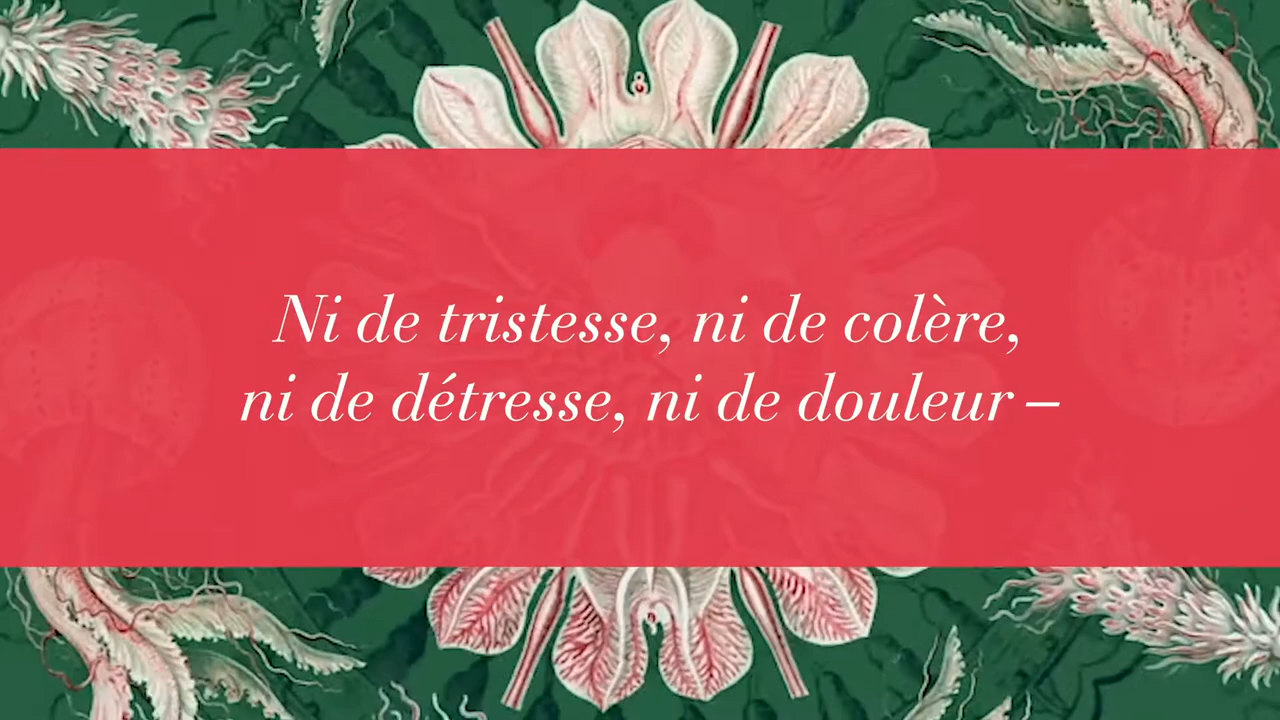 Ni de tristesse, ni de colère,
ni de détresse, ni de douleur –